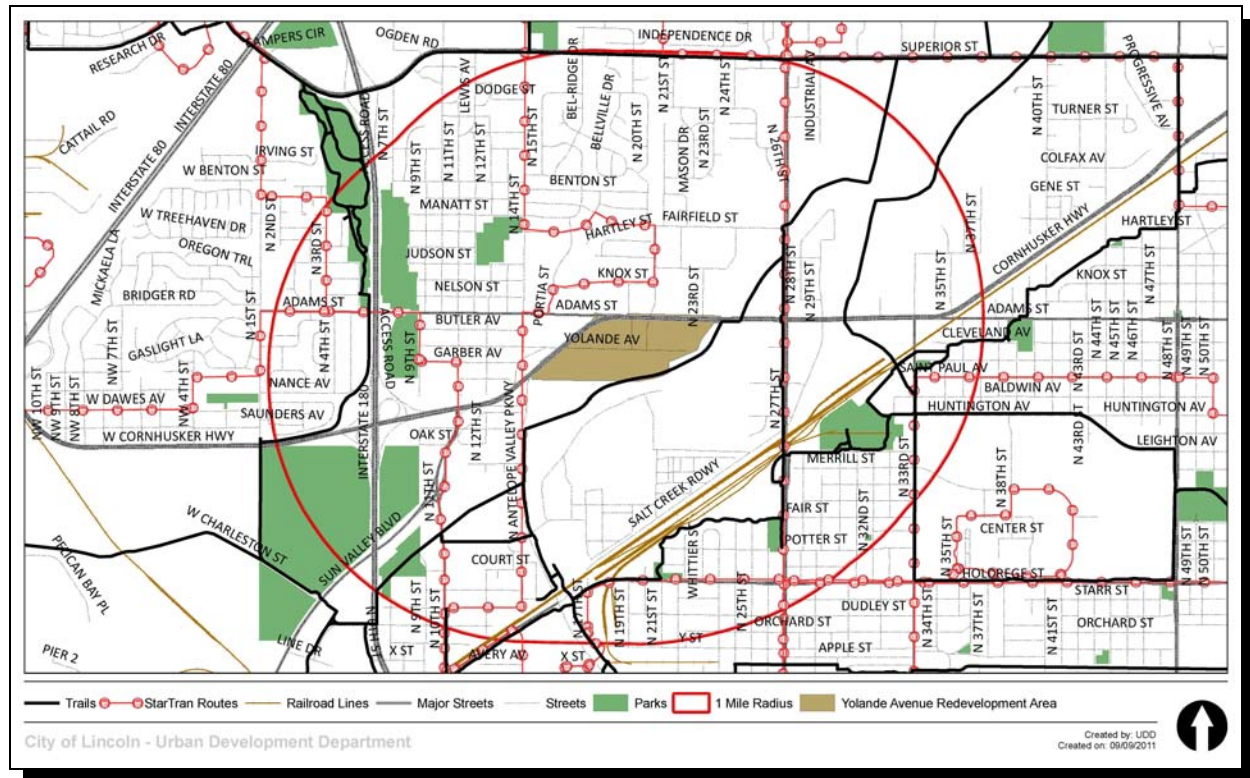 CAMPERS CIR
OGDEN RD
INDEPENDENCE DR
SUPERIOR ST
RESEARCH DR
INTERSTATE 80
LEWIS AV
DODGE ST
BEL-RIDGE DR
BELLVILLE DR
N 21ST ST
N 24TH ST
INDUSTRIAL AV
N 40TH ST
PROGRESSIVE AV
TURNER ST
CATTAIL RD
ACCESS ROAD
N 7TH ST
N 9TH ST
N 11TH ST
N 12TH ST
N 15TH ST
N 20TH ST
MASON DR
N 23RD ST
N 26TH ST
IRVING ST
W BENTON ST
BENTON ST
COLFAX AV
GENE ST
INTERSTATE 80
W TREEHAVEN DR
N 2ND ST
N 3RD ST
MANATT ST
N 14TH ST
HARTLEY ST
FAIRFIELD ST
N 37TH ST
CORNHUSKER HWY
HARTLEY ST
MICKAELA LA
OREGON TRL
JUDSON ST
KNOX ST
N 28TH ST
N 29TH ST
N 35TH ST
KNOX ST
N 47TH ST
BRIDGER RD
ADAMS ST
NELSON ST
PORTIA ST
ADAMS ST
N 23RD ST
ADAMS ST
N 1ST ST
N 4TH ST
BUTLER AV
YOLANDE AV
CLEVELAND AV
N 44TH ST
N 45TH ST
N 46TH ST
NW 7TH ST
GASLIGHT LA
ACCESS ROAD
N 9TH ST
GARBER AV
SAINT PAUL AV
N 43RD ST
N 48TH ST
N 49TH ST
N 50TH ST
NW 10TH ST
NW 9TH ST
NW 8TH ST
W DAWES AV
NW 4TH ST
NANCE AV
SAUNDERS AV
N ANTELOPE VALLEY PKWY
N 27TH ST
BALDWIN AV
HUNTINGTON AV
HUNTINGTON AV
W CORNHUSKER HWY
INTERSTATE 180
OAK ST
N 12TH ST
N 43RD ST
LEIGHTON AV
N 11TH ST
SALT CREEK RDWY
MERRILL ST
N 33RD ST
N 38TH ST
W CHARLESTON ST
SUN VALLEY BLVD
FAIR ST
N 32ND ST
CENTER ST
PELICAN BAY PL
COURT ST
WHITTIER S
POTTER ST
N 35TH ST
HOLDREGE ST
N 49TH ST
N 50TH ST
STARR ST
N 9TH ST
N 10TH ST
N 17TH ST
N 19TH ST
N 21ST ST
N 25TH ST
DUDLEY ST
N 34TH ST
N 37TH ST
N 41ST ST
ORCHARD ST
ORCHARD ST
LINE DR
X ST
AVERY AV
X ST
Y ST
APPLE ST
PIER 2
Trails StarTran Routes Railroad Lines Major Streets Streets Parks 1 Mile Radius Yolande Avenue Redevelopment Area
City of Lincoln - Urban Development Department
Created by: UDD
Created on: 09/09/2011